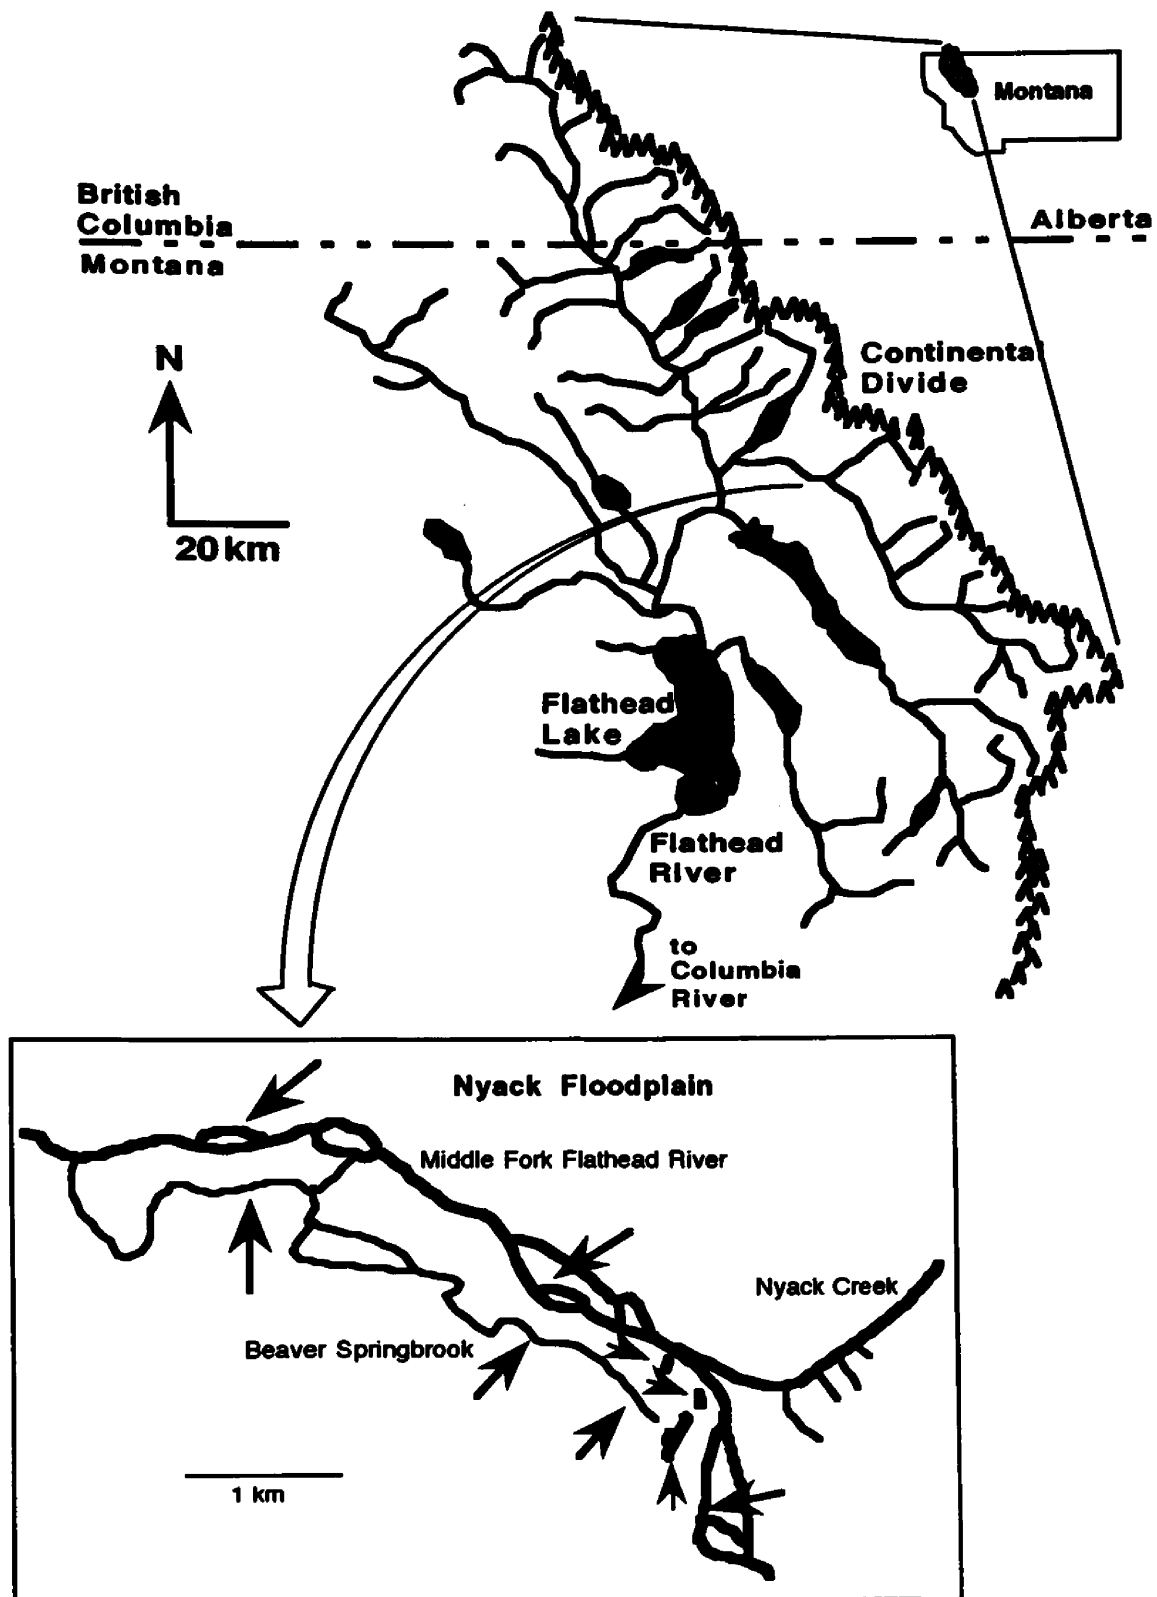 Montana
British
Columbia
Alberta
Montana
N
Continental
Divide
20 km
Flathead
Lake
Flathead
River
to
Columbia
River
Nyack Floodplain
Middle Fork Flathead River
Nyack Creek
Beaver Springbrook
1 km